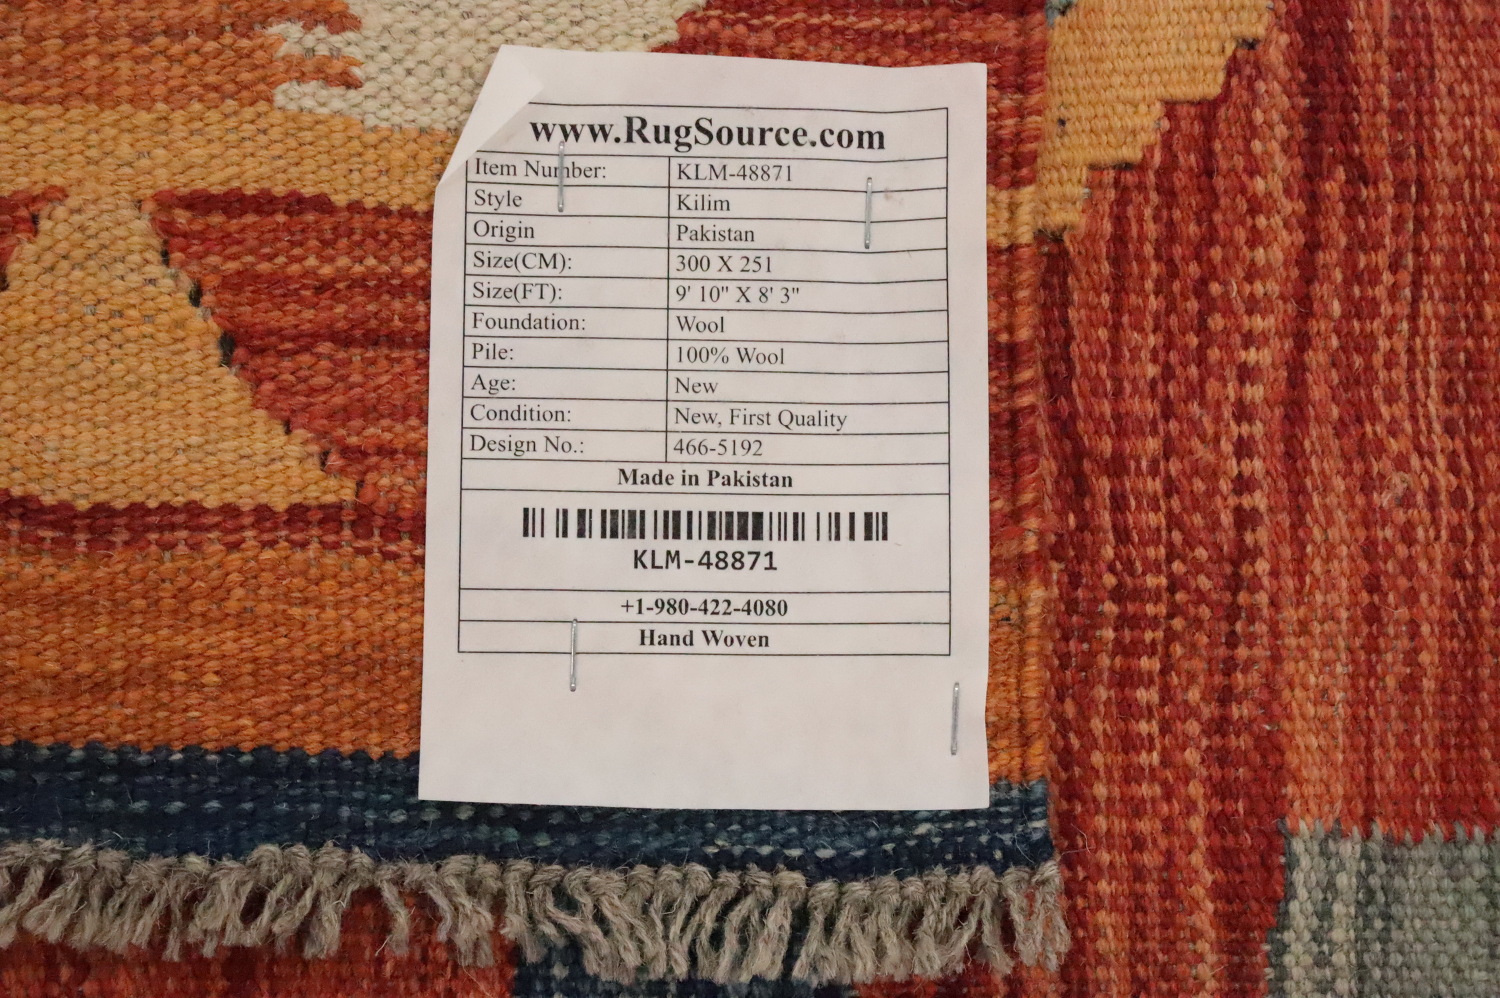 www.RugSource.com
Item Number: KLM-48871
Style Kilim
Origin Pakistan
Size(CM): 300 X 251
Size(FT): 9' 10" X 8' 3"
Foundation: Wool
Pile: 100% Wool
Age: New
Condition: New, First Quality
Design No.: 466-5192
Made in Pakistan
KLM-48871
+1-980-422-4080
Hand Woven